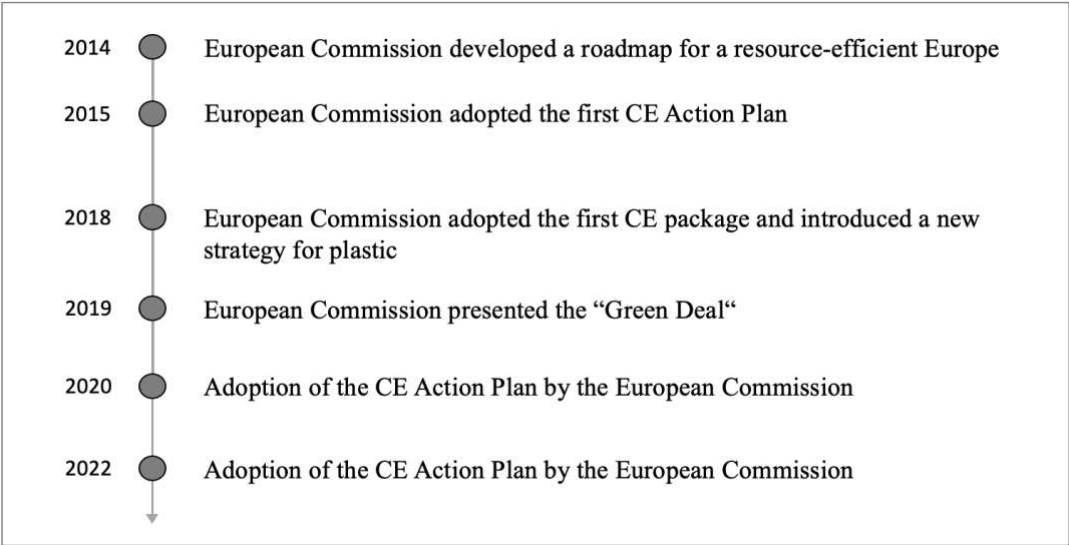 2014 European Commission developed a roadmap for a resource-efficient Europe
2015 European Commission adopted the first CE Action Plan
2018 European Commission adopted the first CE package and introduced a new
strategy for plastic
2019 European Commission presented the “Green Deal“
2020 Adoption of the CE Action Plan by the European Commission
2022 Adoption of the CE Action Plan by the European Commission